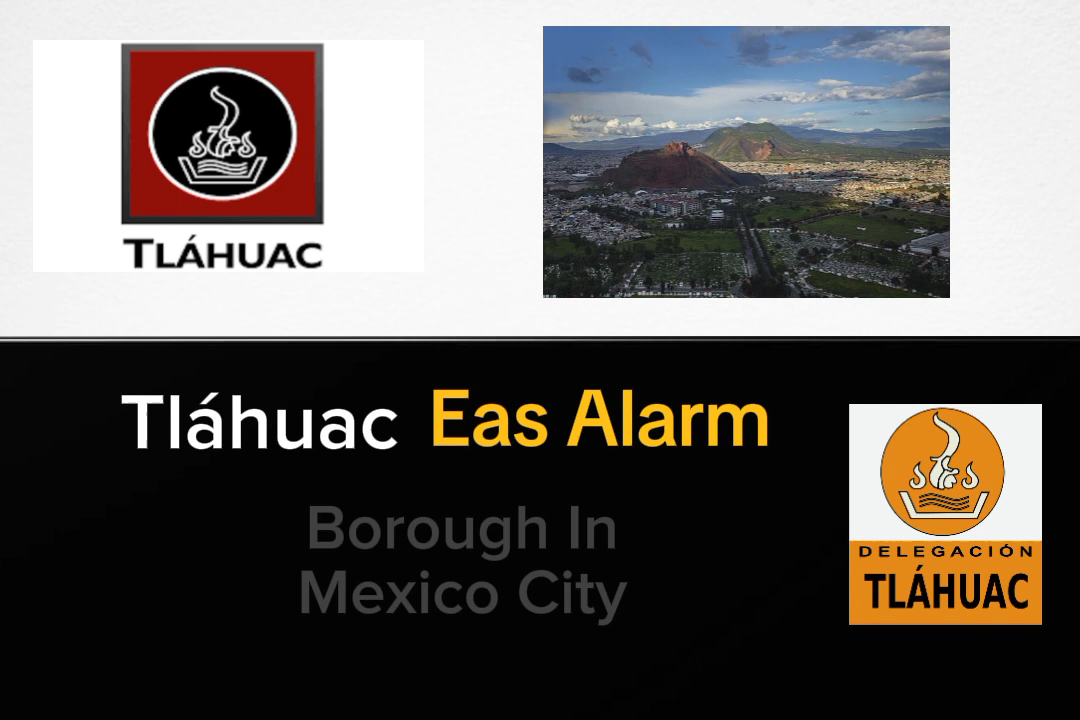 TLÁHUAC
Tláhuac Eas Alarm
Borough In
Mexico City
DELEGACIÓN
TLÁHUAC